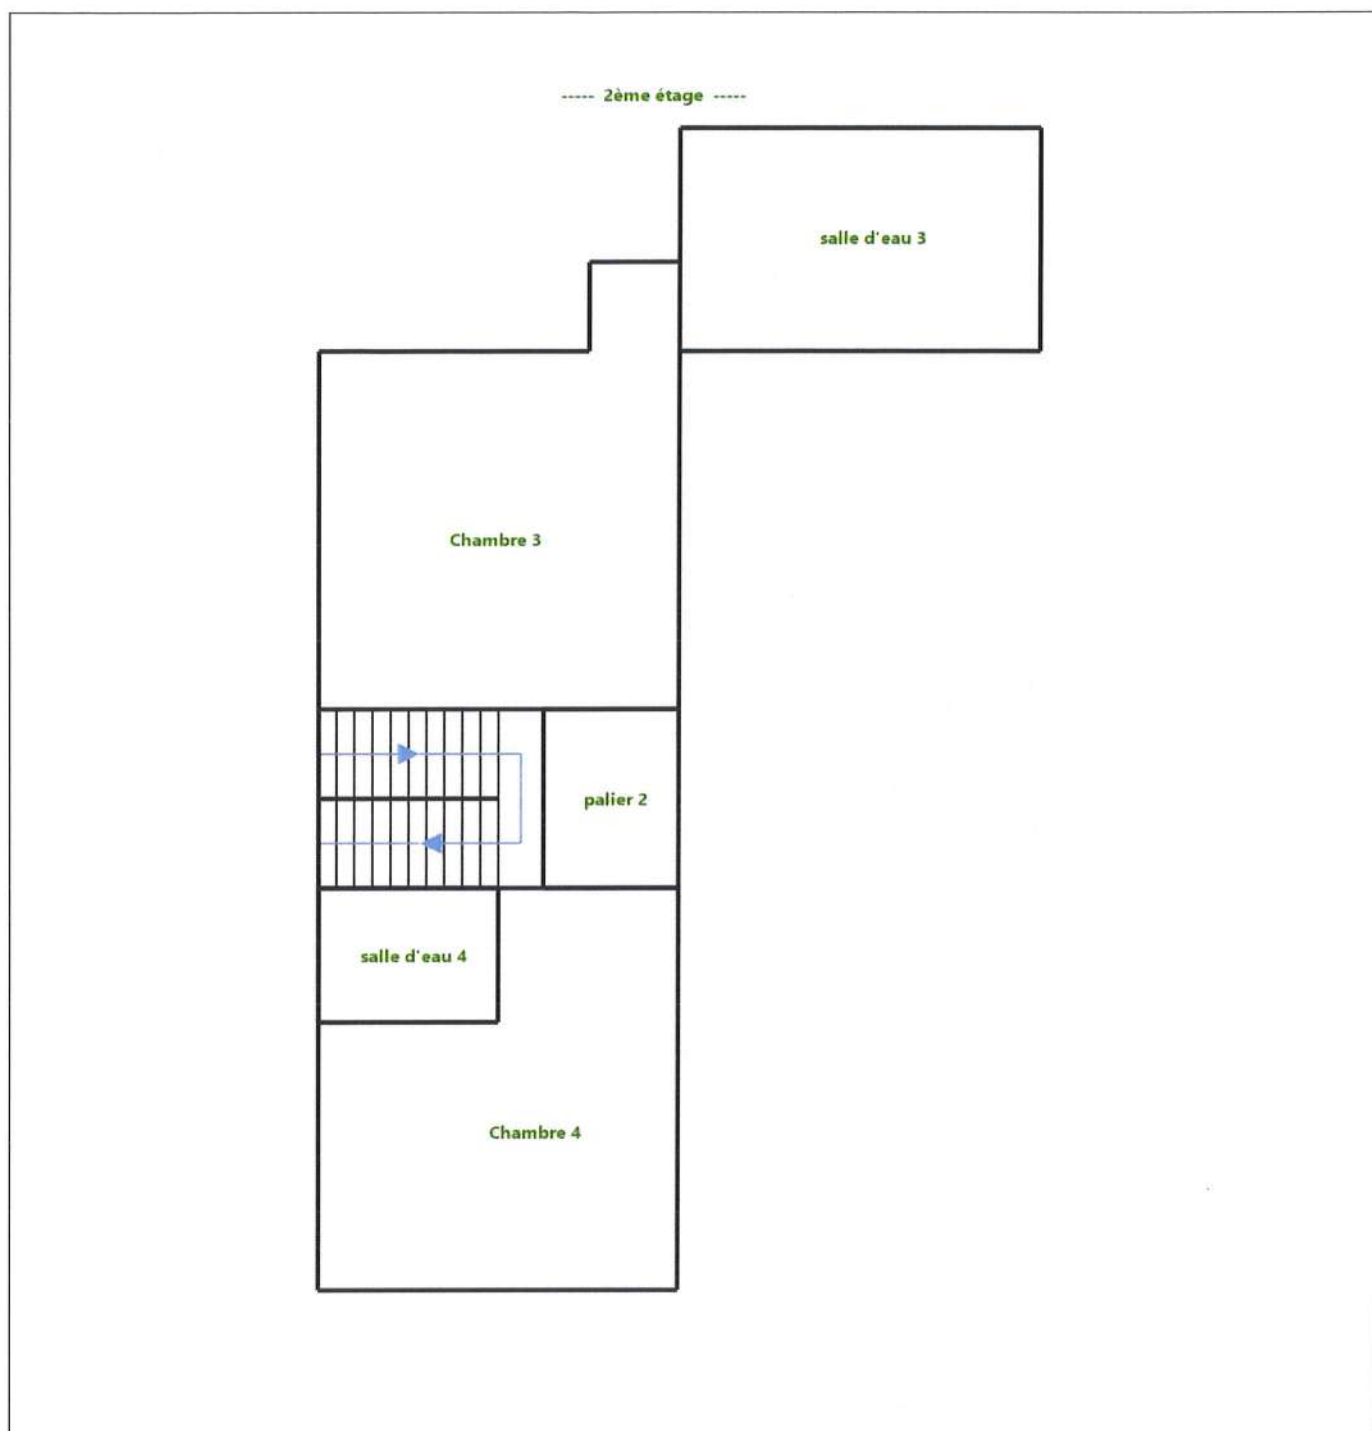 ----- 2ème étage -----
salle d'eau 3
Chambre 3
palier 2
salle d'eau 4
Chambre 4